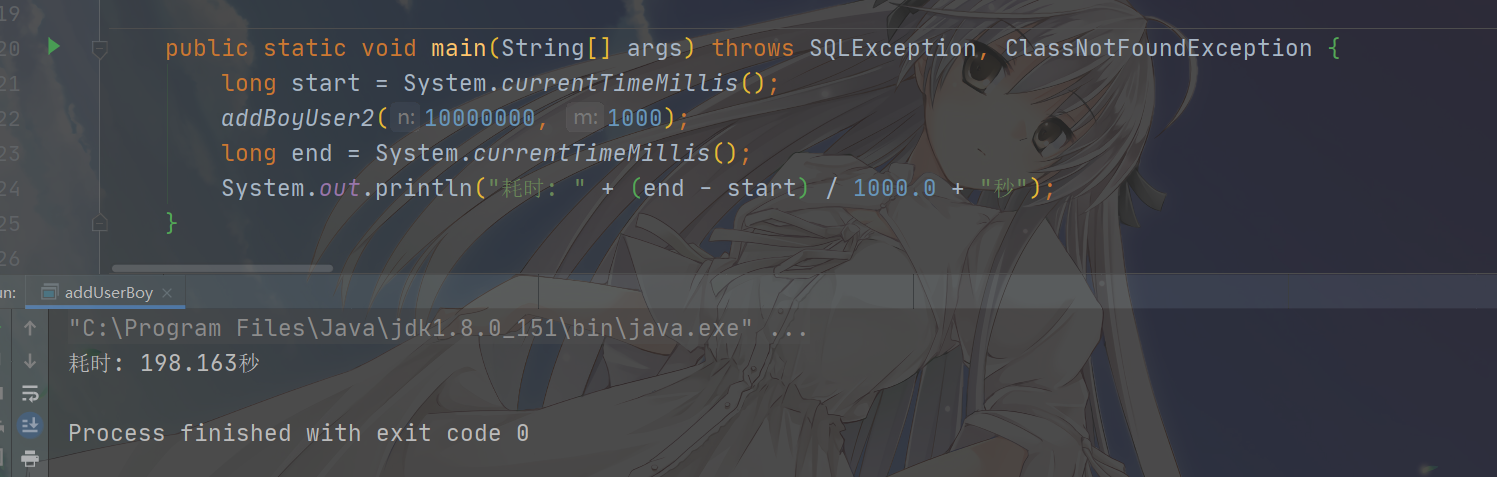 19
20 public static void main(String[] args) throws SQLException, ClassNotFoundException {
21 long start = System.currentTimeMillis();
22 addBoyUser2( n: 10000000, m: 1000);
23 long end = System.currentTimeMillis();
24 System.out.println("耗时: " + (end - start) / 1000.0 + "秒");
25 }
26
un: addUserBoy ×
"C:\Program Files\Java\jdk1.8.0_151\bin\java.exe" ...
耗时: 198.163秒
Process finished with exit code 0